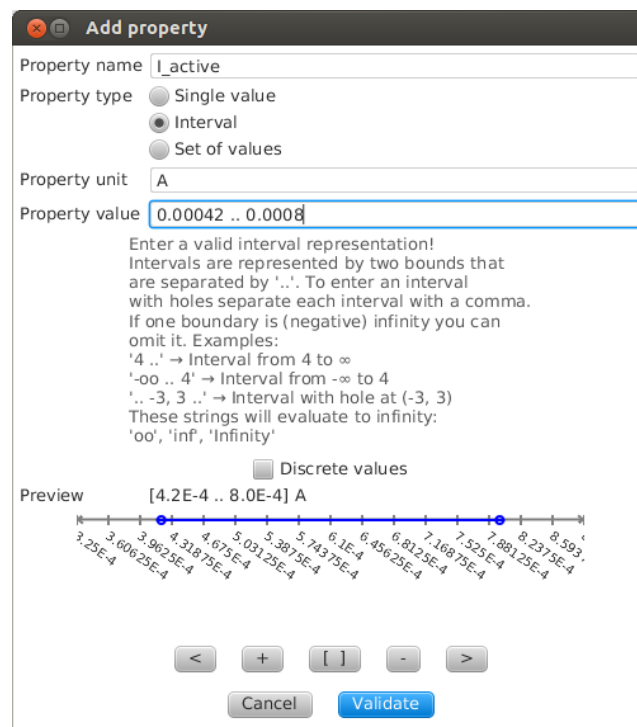 Add property
Property name I_active
Property type Single value
Interval
Set of values
Property unit A
Property value 0.00042 .. 0.0008
Enter a valid interval representation!
Intervals are represented by two bounds that
are separated by '..'. To enter an interval
with holes separate each interval with a comma.
If one boundary is (negative) infinity you can
omit it. Examples:
'4 ..' → Interval from 4 to ∞
'-oo .. 4' → Interval from -∞ to 4
'.. -3, 3 ..' → Interval with hole at (-3, 3)
These strings will evaluate to infinity:
'oo', 'inf', 'Infinity'
Discrete values
Preview [4.2E-4 .. 8.0E-4] A
3.25E-4
3.60625E-4
3.9625E-4
4.31875E-4
4.675E-4
5.03125E-4
5.3875E-4
5.74375E-4
6.1E-4
6.45625E-4
6.8125E-4
7.16875E-4
7.525E-4
7.88125E-4
8.2375E-4
8.593
< + [ ] - >
Cancel Validate